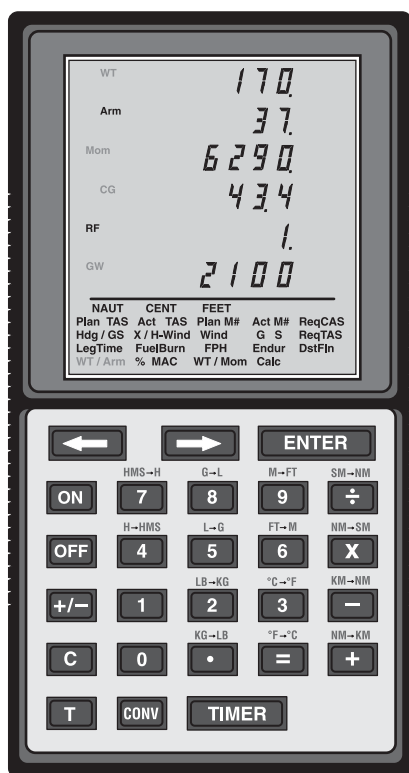 WT 170.
Arm 37.
Mom 6290.
CG 43.4
RF 1.
GW 2100
NAUT CENT FEET
Plan TAS Act TAS Plan M# Act M# ReqCAS
Hdg / GS X / H-Wind Wind G S ReqTAS
LegTime FuelBurn FPH Endur DstFln
WT / Arm % MAC WT / Mom Calc
← → ENTER
HMS→H G→L M→FT SM→NM
ON 7 8 9 ÷
H→HMS L→G FT→M NM→SM
OFF 4 5 6 X
LB→KG °C→°F KM→NM
+/− 1 2 3 −
KG→LB °F→°C NM→KM
C 0 • = +
T CONV TIMER